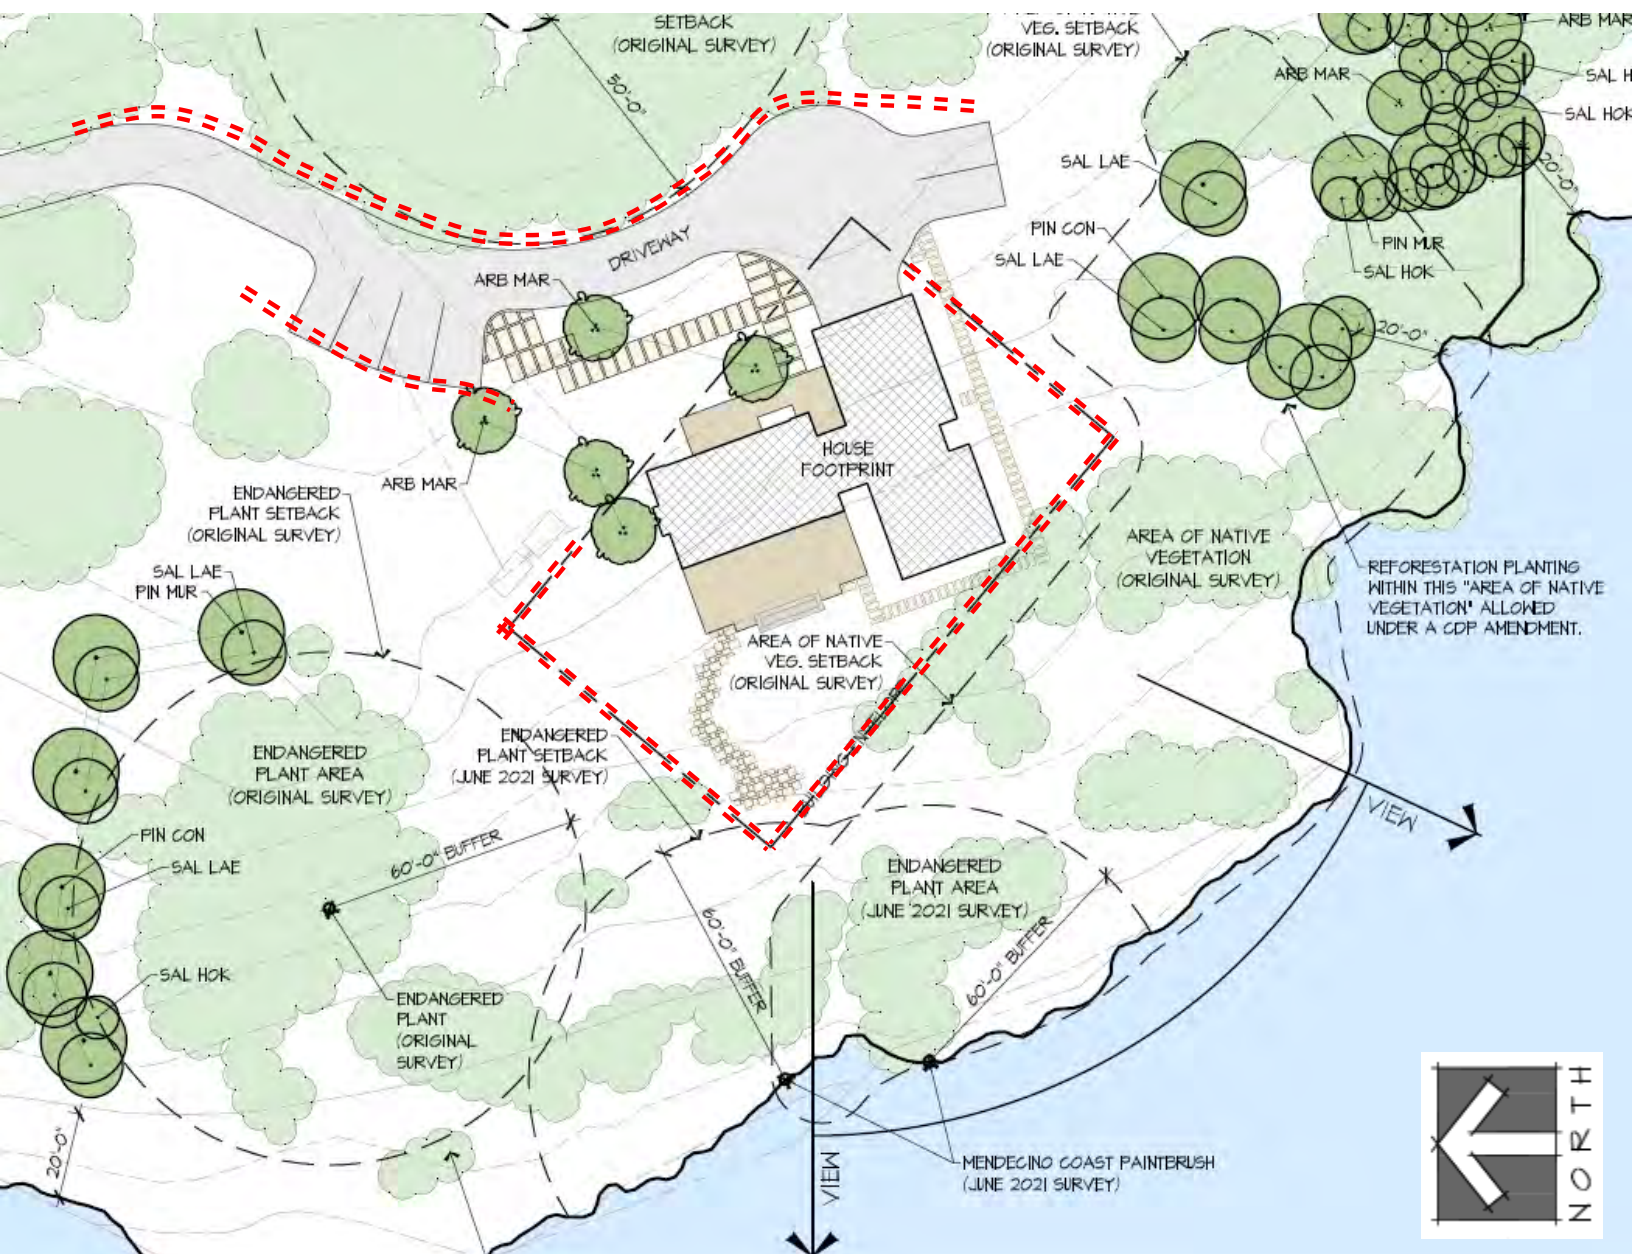 SETBACK
(ORIGINAL SURVEY)
VEG. SETBACK
(ORIGINAL SURVEY)
50'-0"
ARB MAR
ARB MAR
SAL HOK
SAL LAE
20'-0"
PIN CON
SAL LAE
PIN MUR
SAL HOK
DRIVEWAY
ARB MAR
20'-0"
HOUSE
FOOTPRINT
ARB MAR
ENDANGERED
PLANT SETBACK
(ORIGINAL SURVEY)
AREA OF NATIVE
VEGETATION
(ORIGINAL SURVEY)
REFORESTATION PLANTING
WITHIN THIS "AREA OF NATIVE
VEGETATION" ALLOWED
UNDER A CDP AMENDMENT.
SAL LAE
PIN MUR
AREA OF NATIVE
VEG. SETBACK
(ORIGINAL SURVEY)
ENDANGERED
PLANT SETBACK
(JUNE 2021 SURVEY)
ENDANGERED
PLANT AREA
(ORIGINAL SURVEY)
VIEW
PIN CON
SAL LAE
60'-0" BUFFER
ENDANGERED
PLANT AREA
(JUNE 2021 SURVEY)
60'-0" BUFFER
60'-0" BUFFER
SAL HOK
ENDANGERED
PLANT
(ORIGINAL
SURVEY)
20'-0"
MENDECINO COAST PAINTBRUSH
(JUNE 2021 SURVEY)
VIEW
NORTH